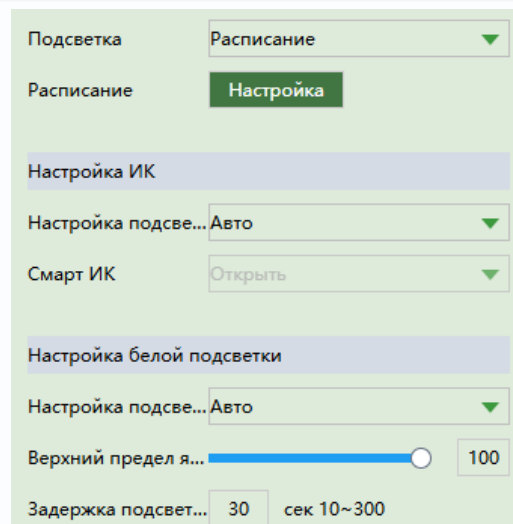 Подсветка Расписание
Расписание Настройка
Настройка ИК
Настройка подсве... Авто
Смарт ИК Открыть
Настройка белой подсветки
Настройка подсве... Авто
Верхний предел я... 100
Задержка подсвет... 30 сек 10~300